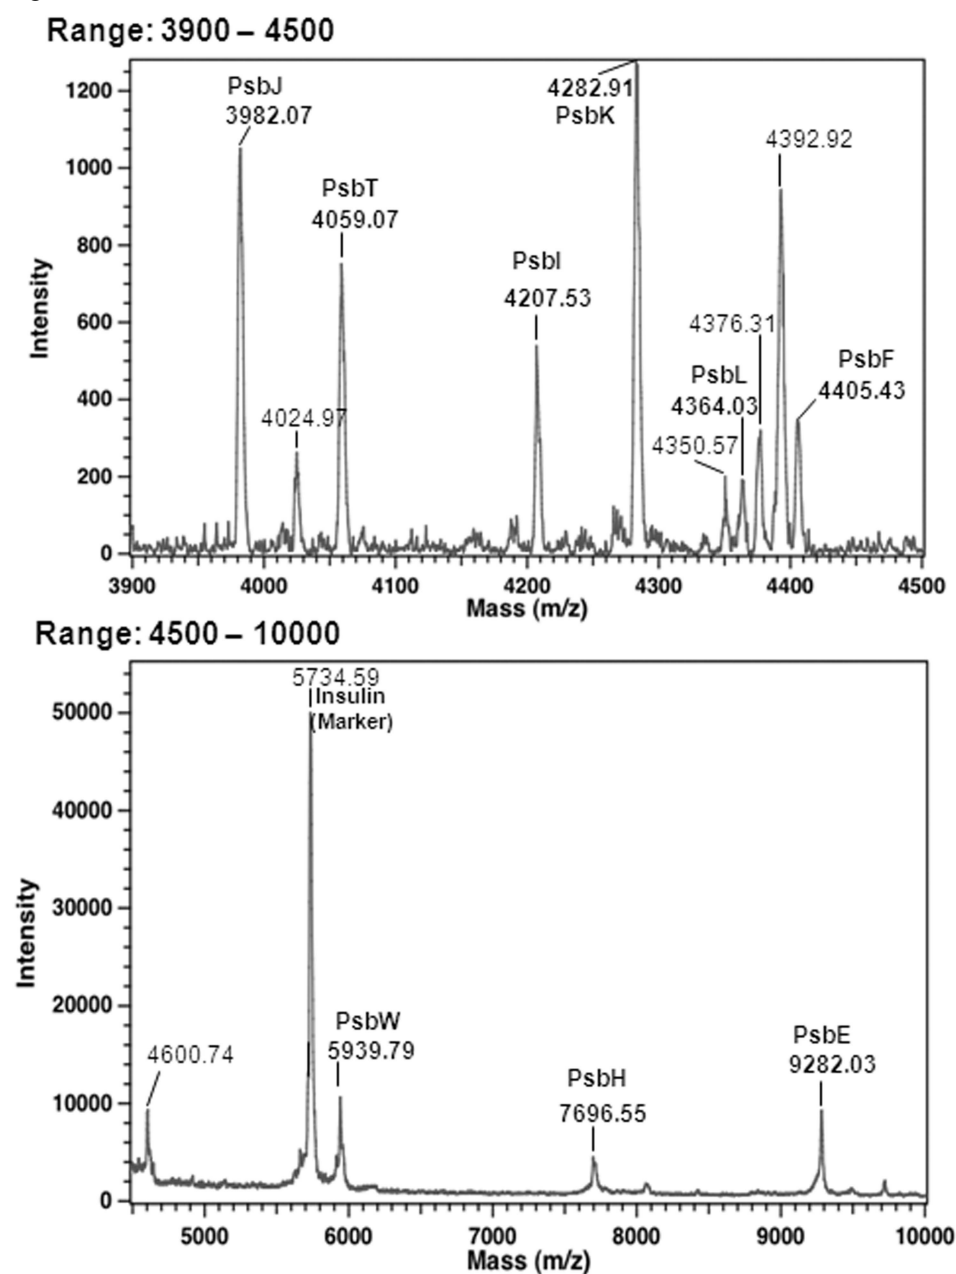 Range: 3900 – 4500
PsbJ
3982.07
4024.97
PsbT
4059.07
PsbI
4207.53
4282.91
PsbK
4350.57
PsbL
4364.03
4376.31
4392.92
PsbF
4405.43
Intensity
1200
1000
800
600
400
200
0
3900 4000 4100 4200 4300 4400 4500
Mass (m/z)
Range: 4500 – 10000
4600.74
5734.59
Insulin
(Marker)
PsbW
5939.79
PsbH
7696.55
PsbE
9282.03
Intensity
50000
40000
30000
20000
10000
0
5000 6000 7000 8000 9000 10000
Mass (m/z)